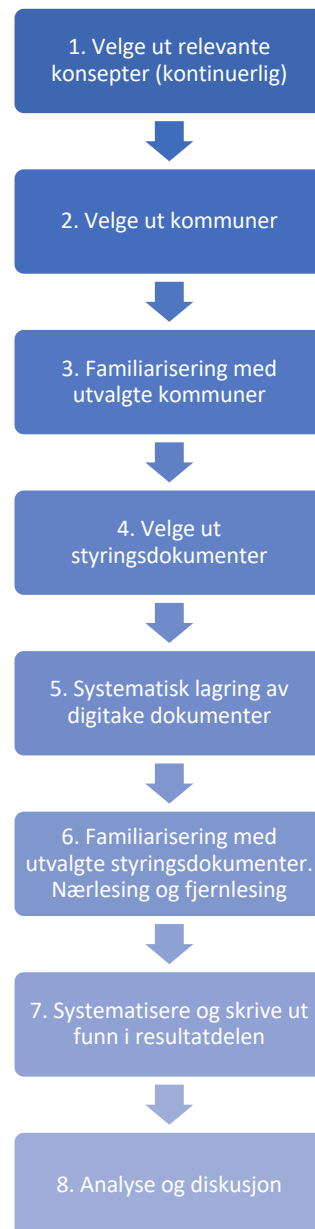 1. Velge ut relevante
konsepter (kontinuerlig)
2. Velge ut kommuner
3. Familiarisering med
utvalgte kommuner
4. Velge ut
styringsdokumenter
5. Systematisk lagring av
digitake dokumenter
6. Familiarisering med
utvalgte styringsdokumenter.
Nærlesing og fjernlesing
7. Systematisere og skrive ut
funn i resultatdelen
8. Analyse og diskusjon